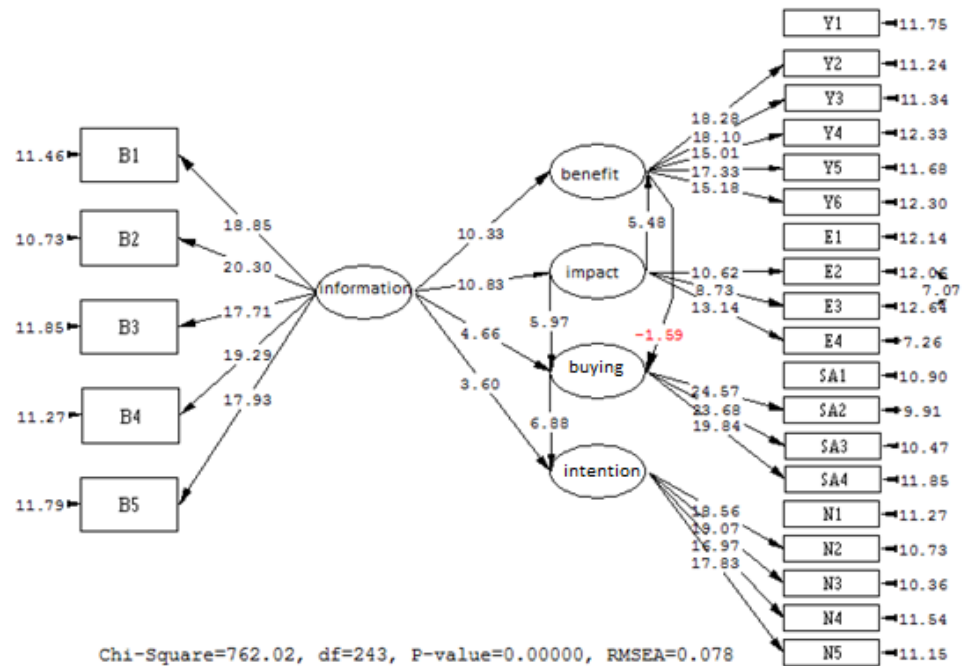 Y1 11.75
Y2 11.24
18.28 Y3 11.34
18.10
15.01 Y4 12.33
11.46 B1 benefit 17.33 Y5 11.68
15.18 Y6 12.30
18.85 5.48 E1 12.14
10.73 B2 10.33
20.30 information 10.83 impact 10.62 E2 12.06
8.73 7.07
17.71 13.14 E3 12.64
11.85 B3 4.66 5.97 -1.59 E4 7.26
19.29 3.60 buying SA1 10.90
17.93 24.57 SA2 9.91
11.27 B4 6.88 23.68
19.84 SA3 10.47
intention SA4 11.85
11.79 B5 18.56 N1 11.27
19.07 N2 10.73
16.97
17.83 N3 10.36
N4 11.54
Chi-Square=762.02, df=243, P-value=0.00000, RMSEA=0.078 N5 11.15